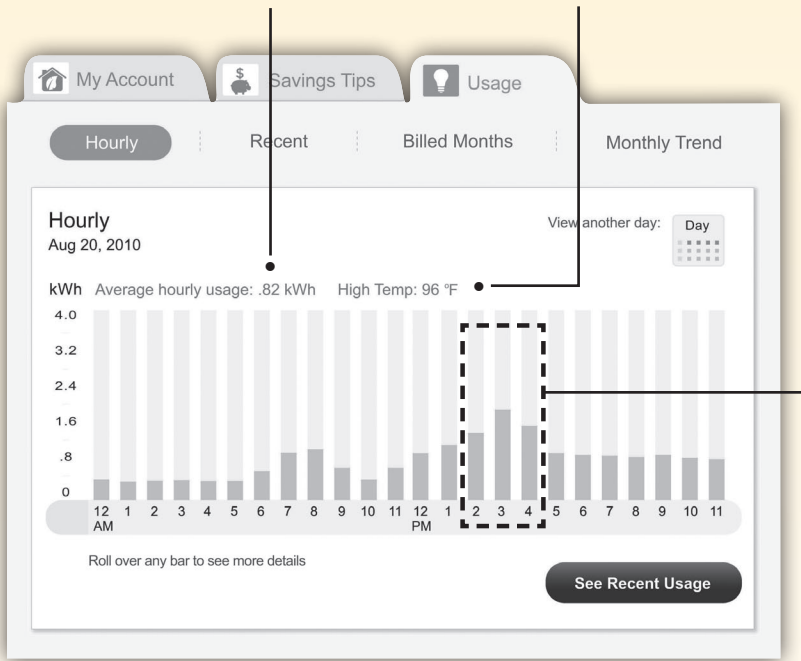 My Account
Savings Tips
Usage
Hourly
Recent
Billed Months
Monthly Trend
Hourly
Aug 20, 2010
View another day:
Day
kWh Average hourly usage: .82 kWh High Temp: 96 °F
4.0
3.2
2.4
1.6
.8
0
12 1 2 3 4 5 6 7 8 9 10 11 12 1 2 3 4 5 6 7 8 9 10 11
AM PM
Roll over any bar to see more details
See Recent Usage